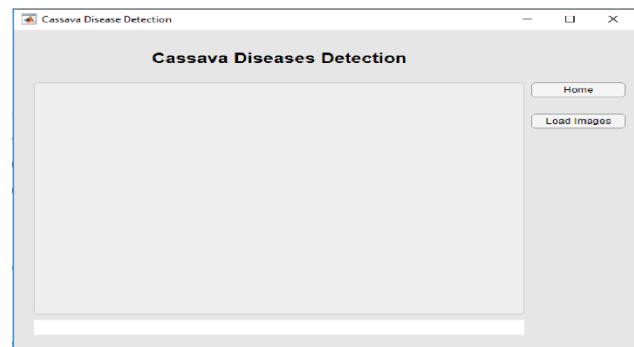 Cassava Disease Detection
Cassava Diseases Detection
Home
Load Images